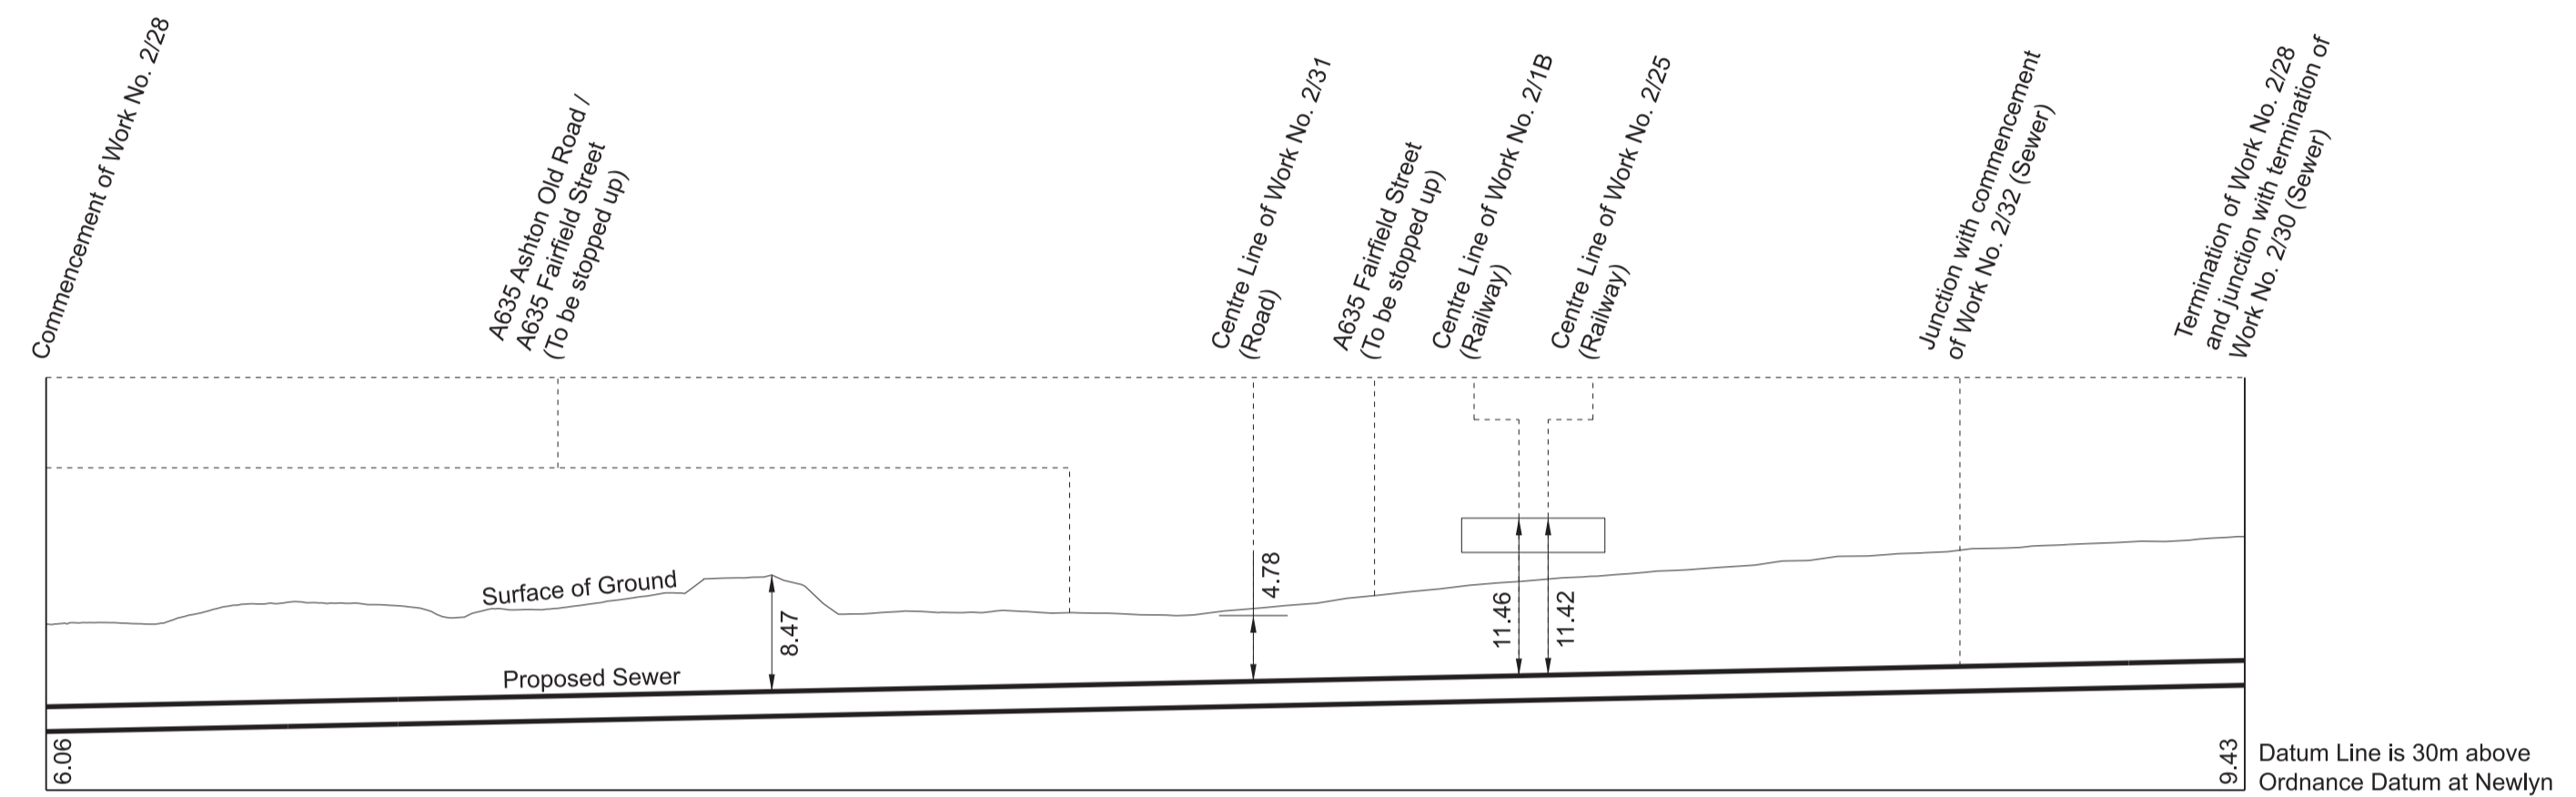 Commencement of Work No. 2/28
A635 Ashton Old Road /
A635 Fairfield Street
(To be stopped up)
Centre Line of Work No. 2/31
(Road)
A635 Fairfield Street
(To be stopped up)
Centre Line of Work No. 2/1B
(Railway)
Centre Line of Work No. 2/25
(Railway)
Junction with commencement
of Work No. 2/32 (Sewer)
Termination of Work No. 2/28
and junction with termination of
Work No. 2/30 (Sewer)
Surface of Ground
8.47
4.78
11.46
11.42
Proposed Sewer
6.06
9.43
Datum Line is 30m above
Ordnance Datum at Newlyn